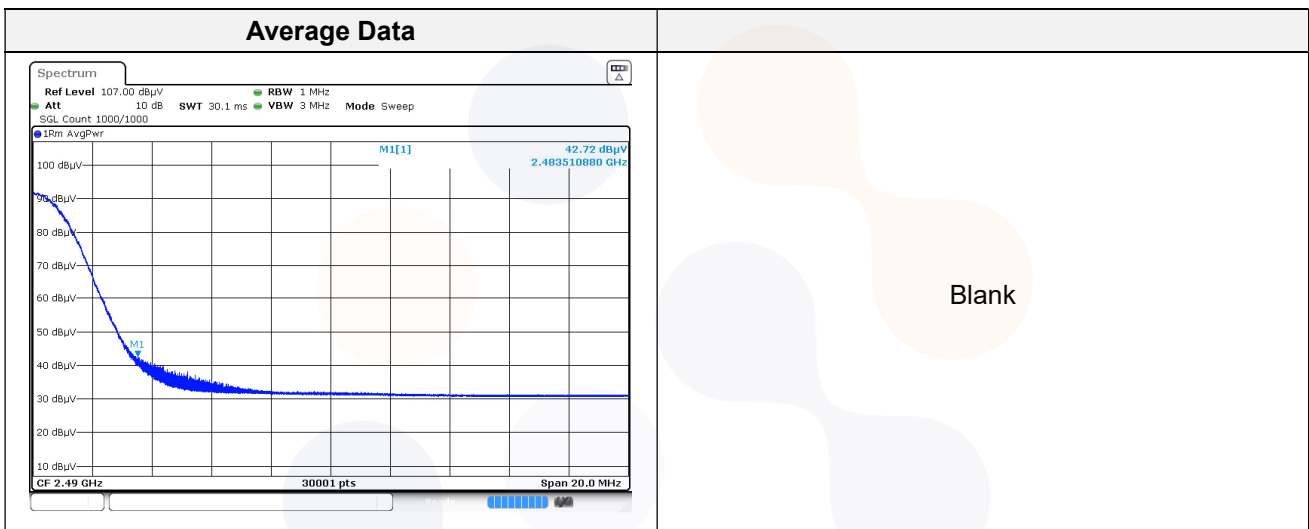 Average Data
Spectrum
Ref Level 107.00 dBµV RBW 1 MHz
Att 10 dB SWT 30.1 ms VBW 3 MHz Mode Sweep
SGL Count 1000/1000
1Rm AvgPwr
M1[1] 42.72 dBµV
2.483510880 GHz
100 dBµV
90 dBµV
80 dBµV
70 dBµV
60 dBµV
50 dBµV
M1
40 dBµV
30 dBµV
20 dBµV
10 dBµV
CF 2.49 GHz 30001 pts Span 20.0 MHz
Blank